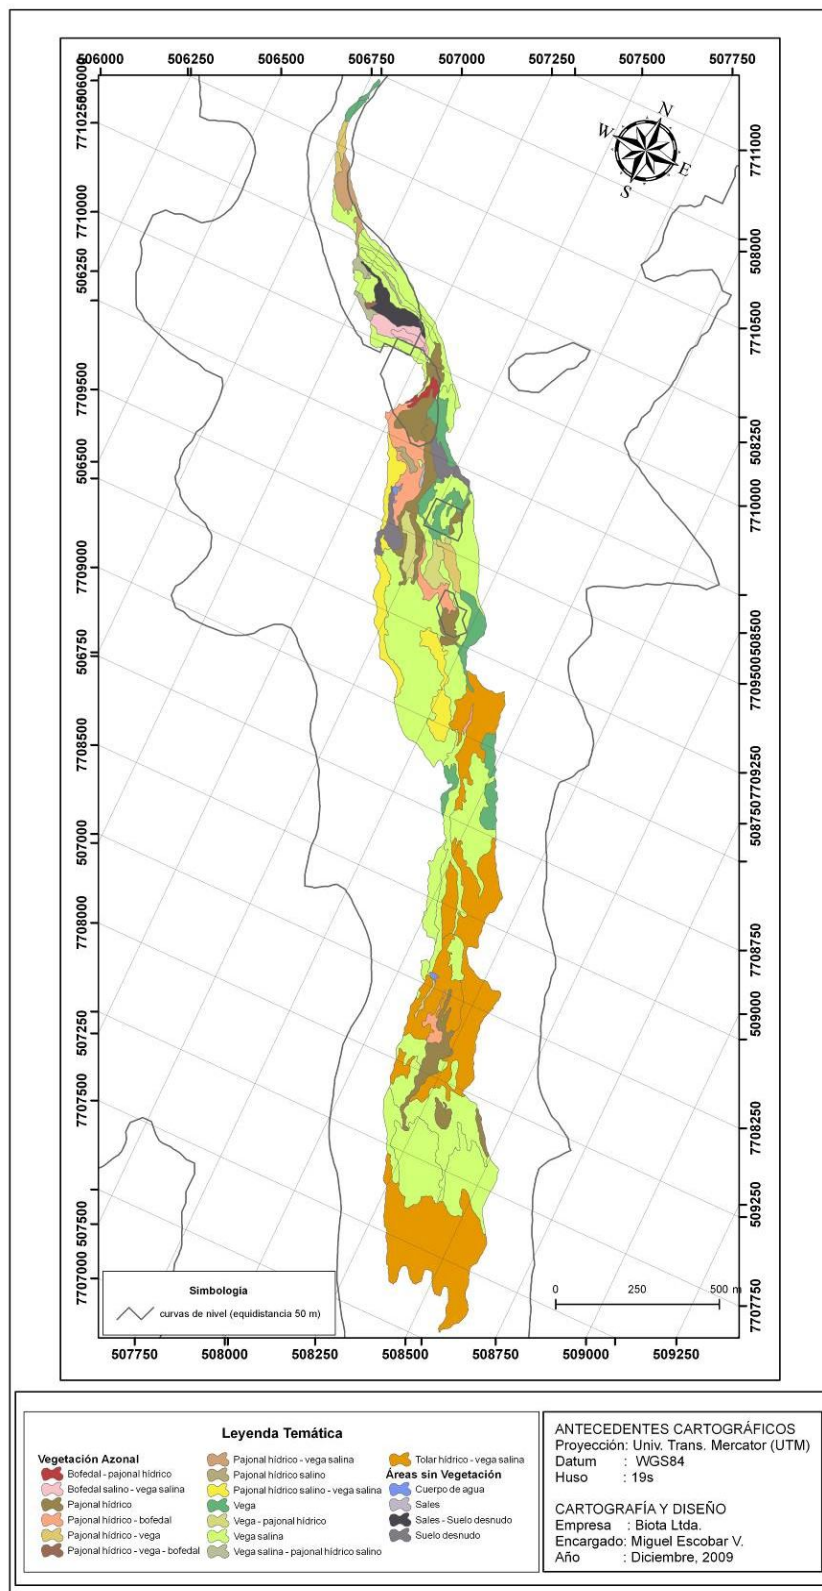 506000
506250
506500
506750
507000
507250
507500
507750
506000
771025
7710000
506250
7709500
506500
7709000
506750
7708500
507000
7708000
507250
7707500
507500
7707000
N
W
E
S
7711000
508000
7710500
508250
7710000
508500
7709500
7709250
508750
7708750
509000
7708250
509250
7707750
Simbología
curvas de nivel (equidistancia 50 m)
0 250 500 m
507750
508000
508250
508500
508750
509000
509250
Leyenda Temática
Vegetación Azonal
Bofedal - pajonal hídrico
Bofedal salino - vega salina
Pajonal hídrico
Pajonal hídrico - bofedal
Pajonal hídrico - vega
Pajonal hídrico - vega - bofedal
Pajonal hídrico - vega salina
Pajonal hídrico salino
Pajonal hídrico salino - vega salina
Vega
Vega - pajonal hídrico
Vega salina
Vega salina - pajonal hídrico salino
Tolar hídrico - vega salina
Áreas sin Vegetación
Cuerpo de agua
Sales
Sales - Suelo desnudo
Suelo desnudo
ANTECEDENTES CARTOGRÁFICOS
Proyección: Univ. Trans. Mercator (UTM)
Datum : WGS84
Huso : 19s
CARTOGRAFÍA Y DISEÑO
Empresa : Biota Ltda.
Encargado: Miguel Escobar V.
Año : Diciembre, 2009